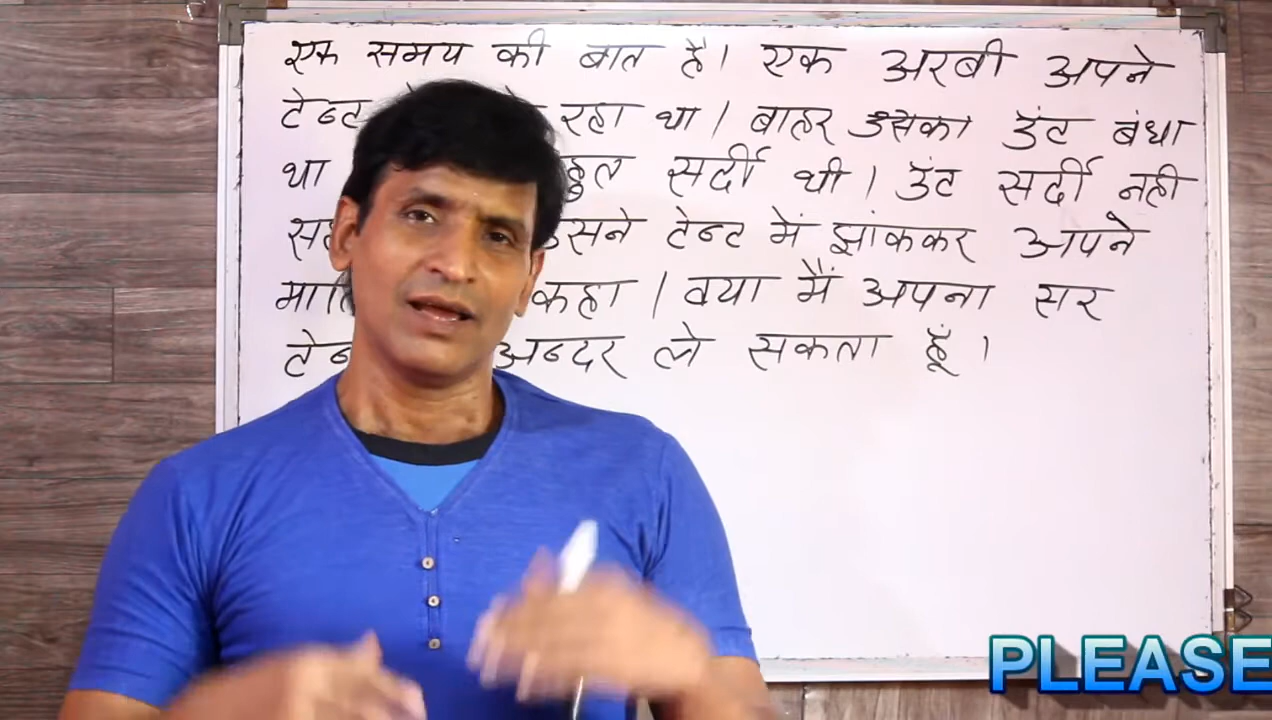 एक समय की बात है। एक अरबी अपने
टेन्ट रहा था। बाहर उसका उंट बंधा
था सर्दी थी। उंट सर्दी नही
उसने टेन्ट में झांककर अपने
कहा। क्या मैं अपना सर
अन्दर ले सकता हूँ।
PLEASE